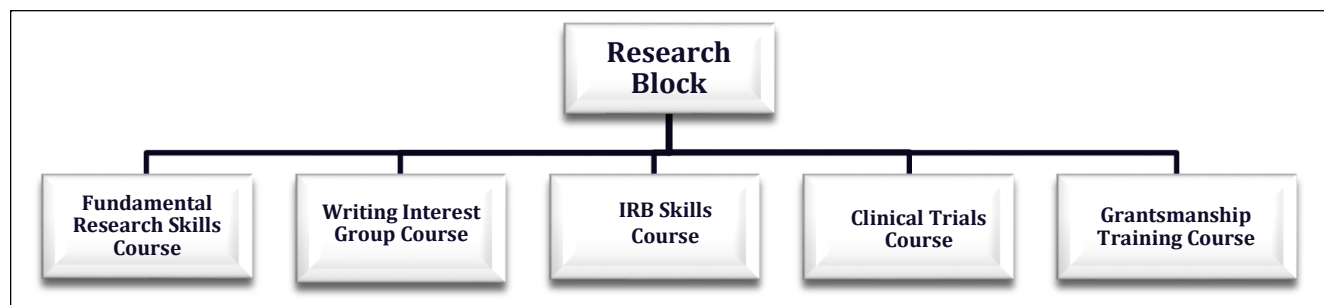 Research
Block
Fundamental
Research Skills
Course
Writing Interest
Group Course
IRB Skills
Course
Clinical Trials
Course
Grantsmanship
Training Course